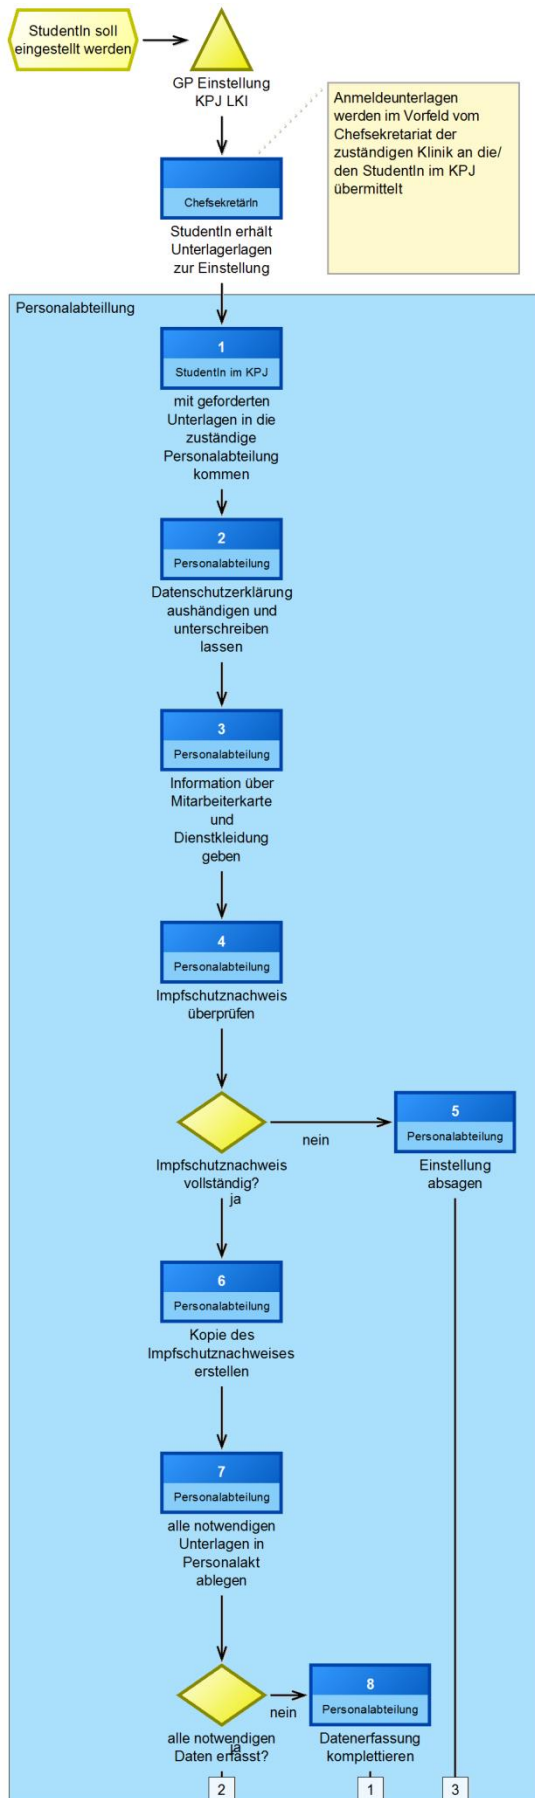 StudentIn soll
eingestellt werden
GP Einstellung
KPJ LKI
Anmeldeunterlagen
werden im Vorfeld vom
Chefsekretariat der
zuständigen Klinik an die/
den StudentIn im KPJ
übermittelt
ChefsekretärIn
StudentIn erhält
Unterlagerlagen
zur Einstellung
Personalabteillung
1
StudentIn im KPJ
mit geforderten
Unterlagen in die
zuständige
Personalabteilung
kommen
2
Personalabteilung
Datenschutzerklärung
aushändigen und
unterschreiben
lassen
3
Personalabteilung
Information über
Mitarbeiterkarte
und
Dienstkleidung
geben
4
Personalabteilung
Impfschutznachweis
überprüfen
Impfschutznachweis
vollständig?
ja
nein
5
Personalabteilung
Einstellung
absagen
6
Personalabteilung
Kopie des
Impfschutznachweises
erstellen
7
Personalabteilung
alle notwendigen
Unterlagen in
Personalakt
ablegen
alle notwendigen
Daten erfasst?
ja
nein
8
Personalabteilung
Datenerfassung
komplettieren
2
1
3